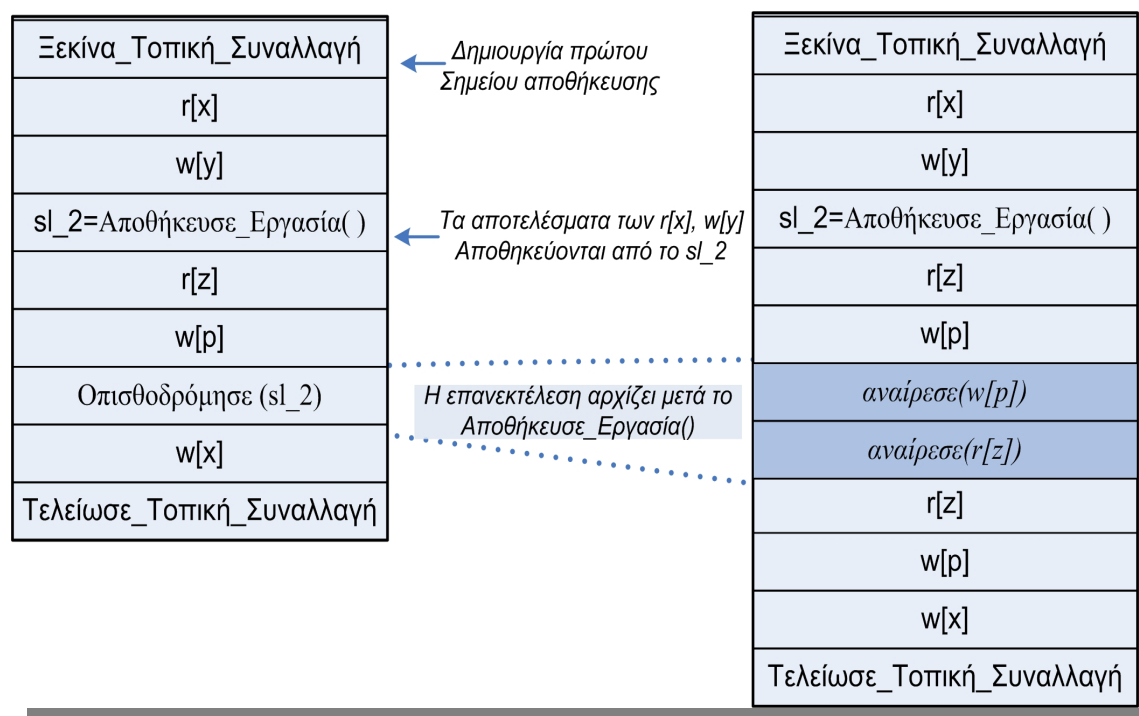 Ξεκίνα_Τοπική_Συναλλαγή
r[x]
w[y]
sl_2=Αποθήκευσε_Εργασία( )
r[z]
w[p]
Οπισθοδρόμησε (sl_2)
w[x]
Τελείωσε_Τοπική_Συναλλαγή
Δημιουργία πρώτου
Σημείου αποθήκευσης
Τα αποτελέσματα των r[x], w[y]
Αποθηκεύονται από το sl_2
Η επανεκτέλεση αρχίζει μετά το
Αποθήκευσε_Εργασία()
Ξεκίνα_Τοπική_Συναλλαγή
r[x]
w[y]
sl_2=Αποθήκευσε_Εργασία( )
r[z]
w[p]
αναίρεσε(w[p])
αναίρεσε(r[z])
r[z]
w[p]
w[x]
Τελείωσε_Τοπική_Συναλλαγή